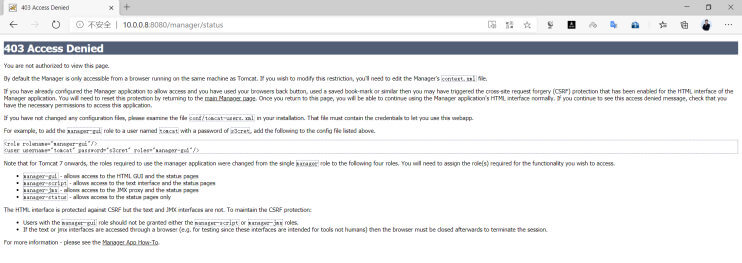 403 Access Denied
不安全 | 10.0.0.8:8080/manager/status
403 Access Denied
You are not authorized to view this page.
By default the Manager is only accessible from a browser running on the same machine as Tomcat. If you wish to modify this restriction, you'll need to edit the Manager's context.xml file.
If you have already configured the Manager application to allow access and you have used your browsers back button, used a saved book-mark or similar then you may have triggered the cross-site request forgery (CSRF) protection that has been enabled for the HTML interface of the
Manager application. You will need to reset this protection by returning to the main Manager page. Once you return to this page, you will be able to continue using the Manager application's HTML interface normally. If you continue to see this access denied message, check that you
have the necessary permissions to access this application.
If you have not changed any configuration files, please examine the file conf/tomcat-users.xml in your installation. That file must contain the credentials to let you use this webapp.
For example, to add the manager-gui role to a user named tomcat with a password of s3cret, add the following to the config file listed above.
<role rolename="manager-gui"/>
<user username="tomcat" password="s3cret" roles="manager-gui"/>
Note that for Tomcat 7 onwards, the roles required to use the manager application were changed from the single manager role to the following four roles. You will need to assign the role(s) required for the functionality you wish to access.
• manager-gui - allows access to the HTML GUI and the status pages
• manager-script - allows access to the text interface and the status pages
• manager-jmx - allows access to the JMX proxy and the status pages
• manager-status - allows access to the status pages only
The HTML interface is protected against CSRF but the text and JMX interfaces are not. To maintain the CSRF protection:
• Users with the manager-gui role should not be granted either the manager-script or manager-jmx roles.
• If the text or jmx interfaces are accessed through a browser (e.g. for testing since these interfaces are intended for tools not humans) then the browser must be closed afterwards to terminate the session.
For more information - please see the Manager App How-To.